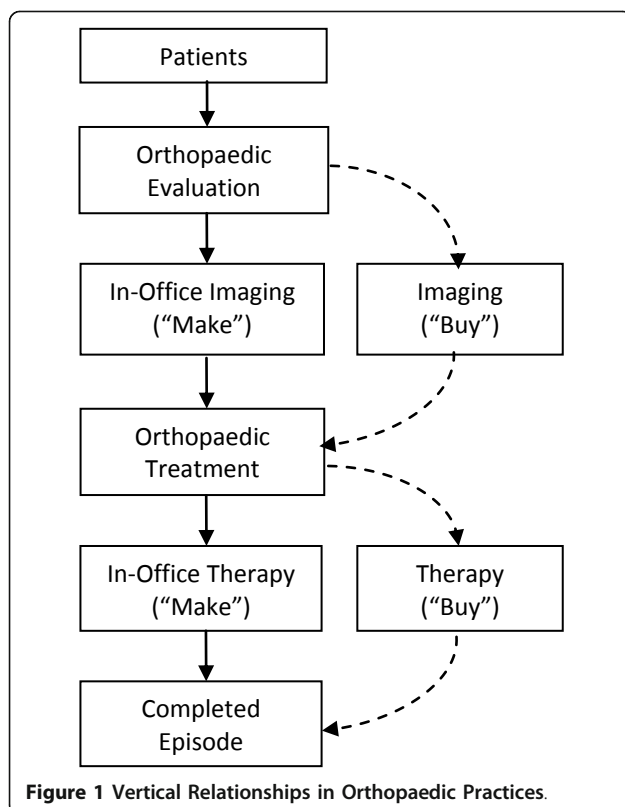 Patients
Orthopaedic
Evaluation
In-Office Imaging
(“Make”)
Imaging
(“Buy”)
Orthopaedic
Treatment
In-Office Therapy
(“Make”)
Therapy
(“Buy”)
Completed
Episode
Figure 1 Vertical Relationships in Orthopaedic Practices.